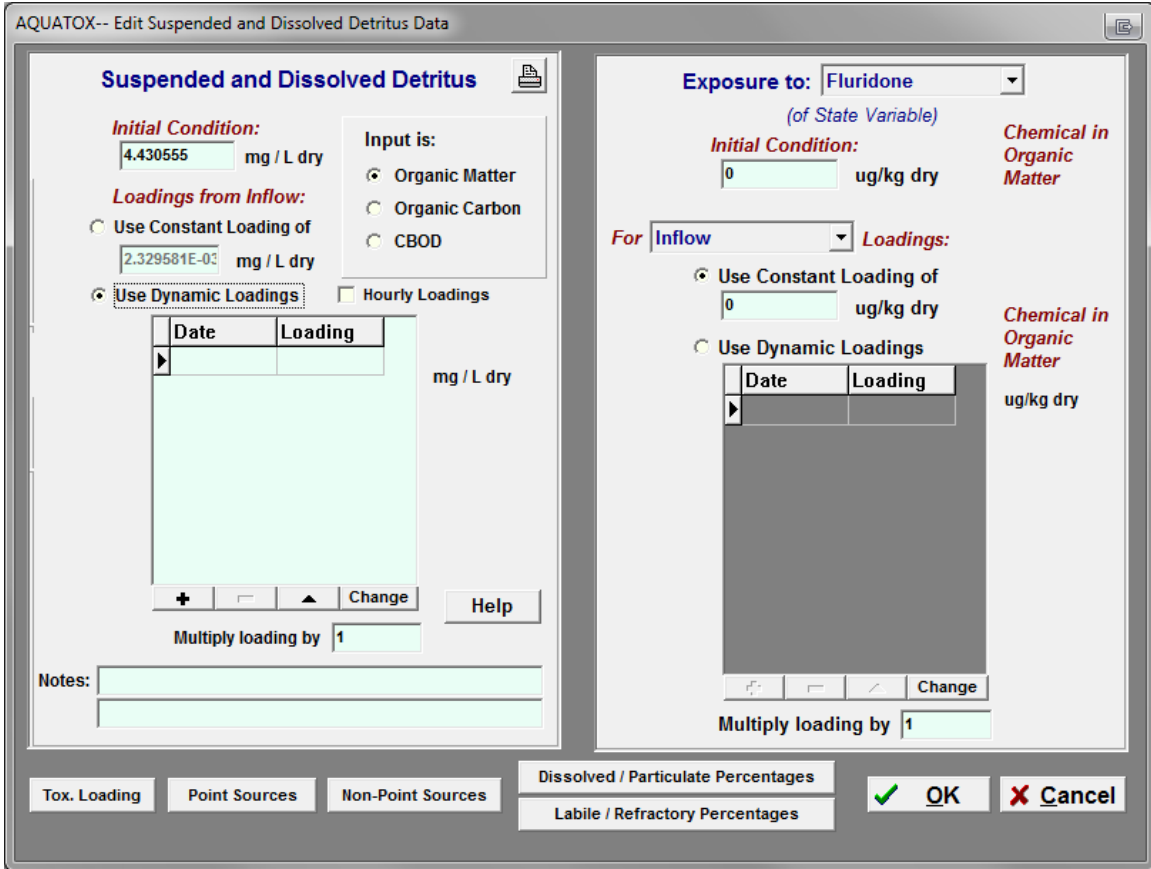 AQUATOX-- Edit Suspended and Dissolved Detritus Data
Suspended and Dissolved Detritus
Initial Condition:
4.430555 mg / L dry
Input is:
Organic Matter
Organic Carbon
CBOD
Loadings from Inflow:
Use Constant Loading of
2.329581E-03 mg / L dry
Use Dynamic Loadings
Hourly Loadings
Date Loading
mg / L dry
+ - Change
Help
Multiply loading by 1
Notes:
Exposure to: Fluridone
(of State Variable)
Initial Condition:
0 ug/kg dry
Chemical in
Organic
Matter
For Inflow Loadings:
Use Constant Loading of
0 ug/kg dry
Use Dynamic Loadings
Chemical in
Organic
Matter
ug/kg dry
Date Loading
Change
Multiply loading by 1
Tox. Loading
Point Sources
Non-Point Sources
Dissolved / Particulate Percentages
Labile / Refractory Percentages
OK
Cancel